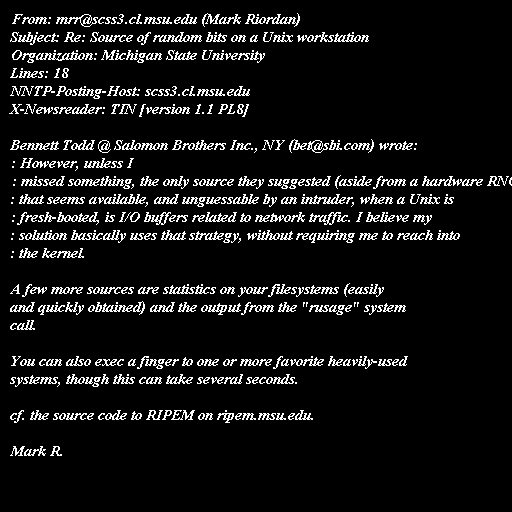 From: mrr@scss3.cl.msu.edu (Mark Riordan)
Subject: Re: Source of random bits on a Unix workstation
Organization: Michigan State University
Lines: 18
NNTP-Posting-Host: scss3.cl.msu.edu
X-Newsreader: TIN [version 1.1 PL8]

Bennett Todd @ Salomon Brothers Inc., NY (bet@sbi.com) wrote:
: However, unless I
: missed something, the only source they suggested (aside from a hardware RNG
: that seems available, and unguessable by an intruder, when a Unix is
: fresh-booted, is I/O buffers related to network traffic. I believe my
: solution basically uses that strategy, without requiring me to reach into
: the kernel.

A few more sources are statistics on your filesystems (easily
and quickly obtained) and the output from the "rusage" system
call.

You can also exec a finger to one or more favorite heavily-used
systems, though this can take several seconds.

cf. the source code to RIPEM on ripem.msu.edu.

Mark R.